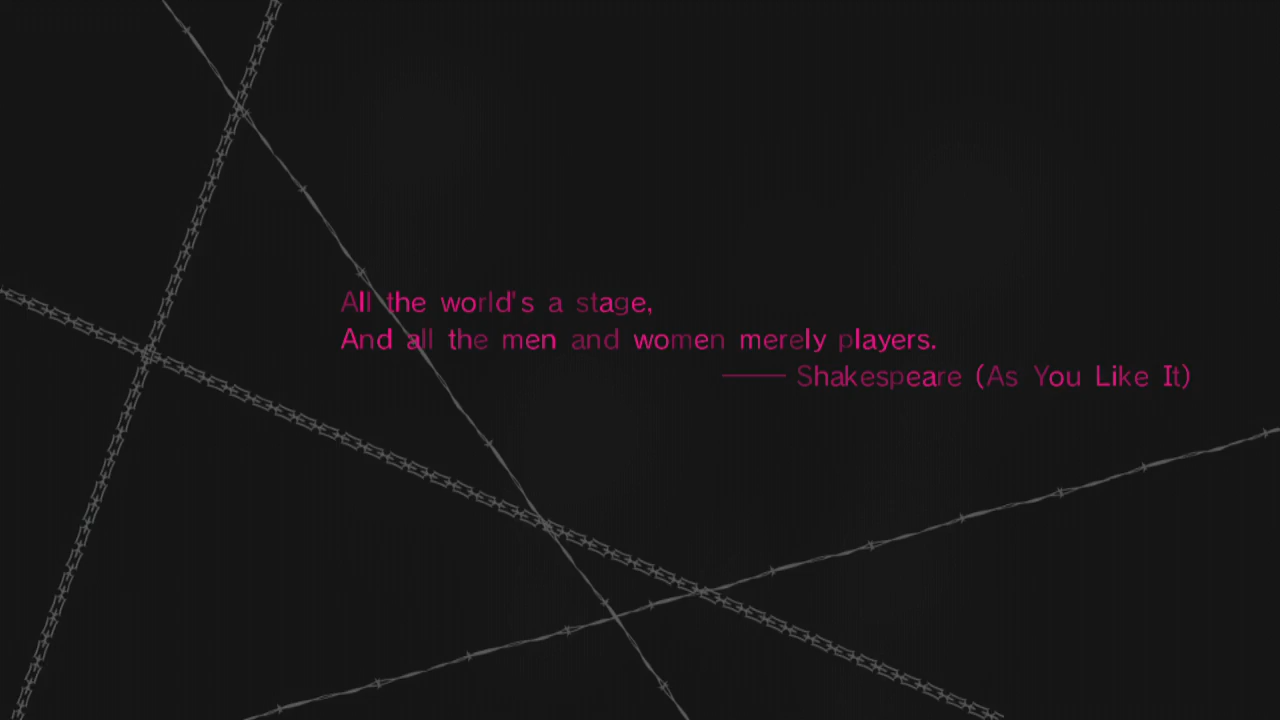 All the world's a stage,
And all the men and women merely players.
—— Shakespeare (As You Like It)